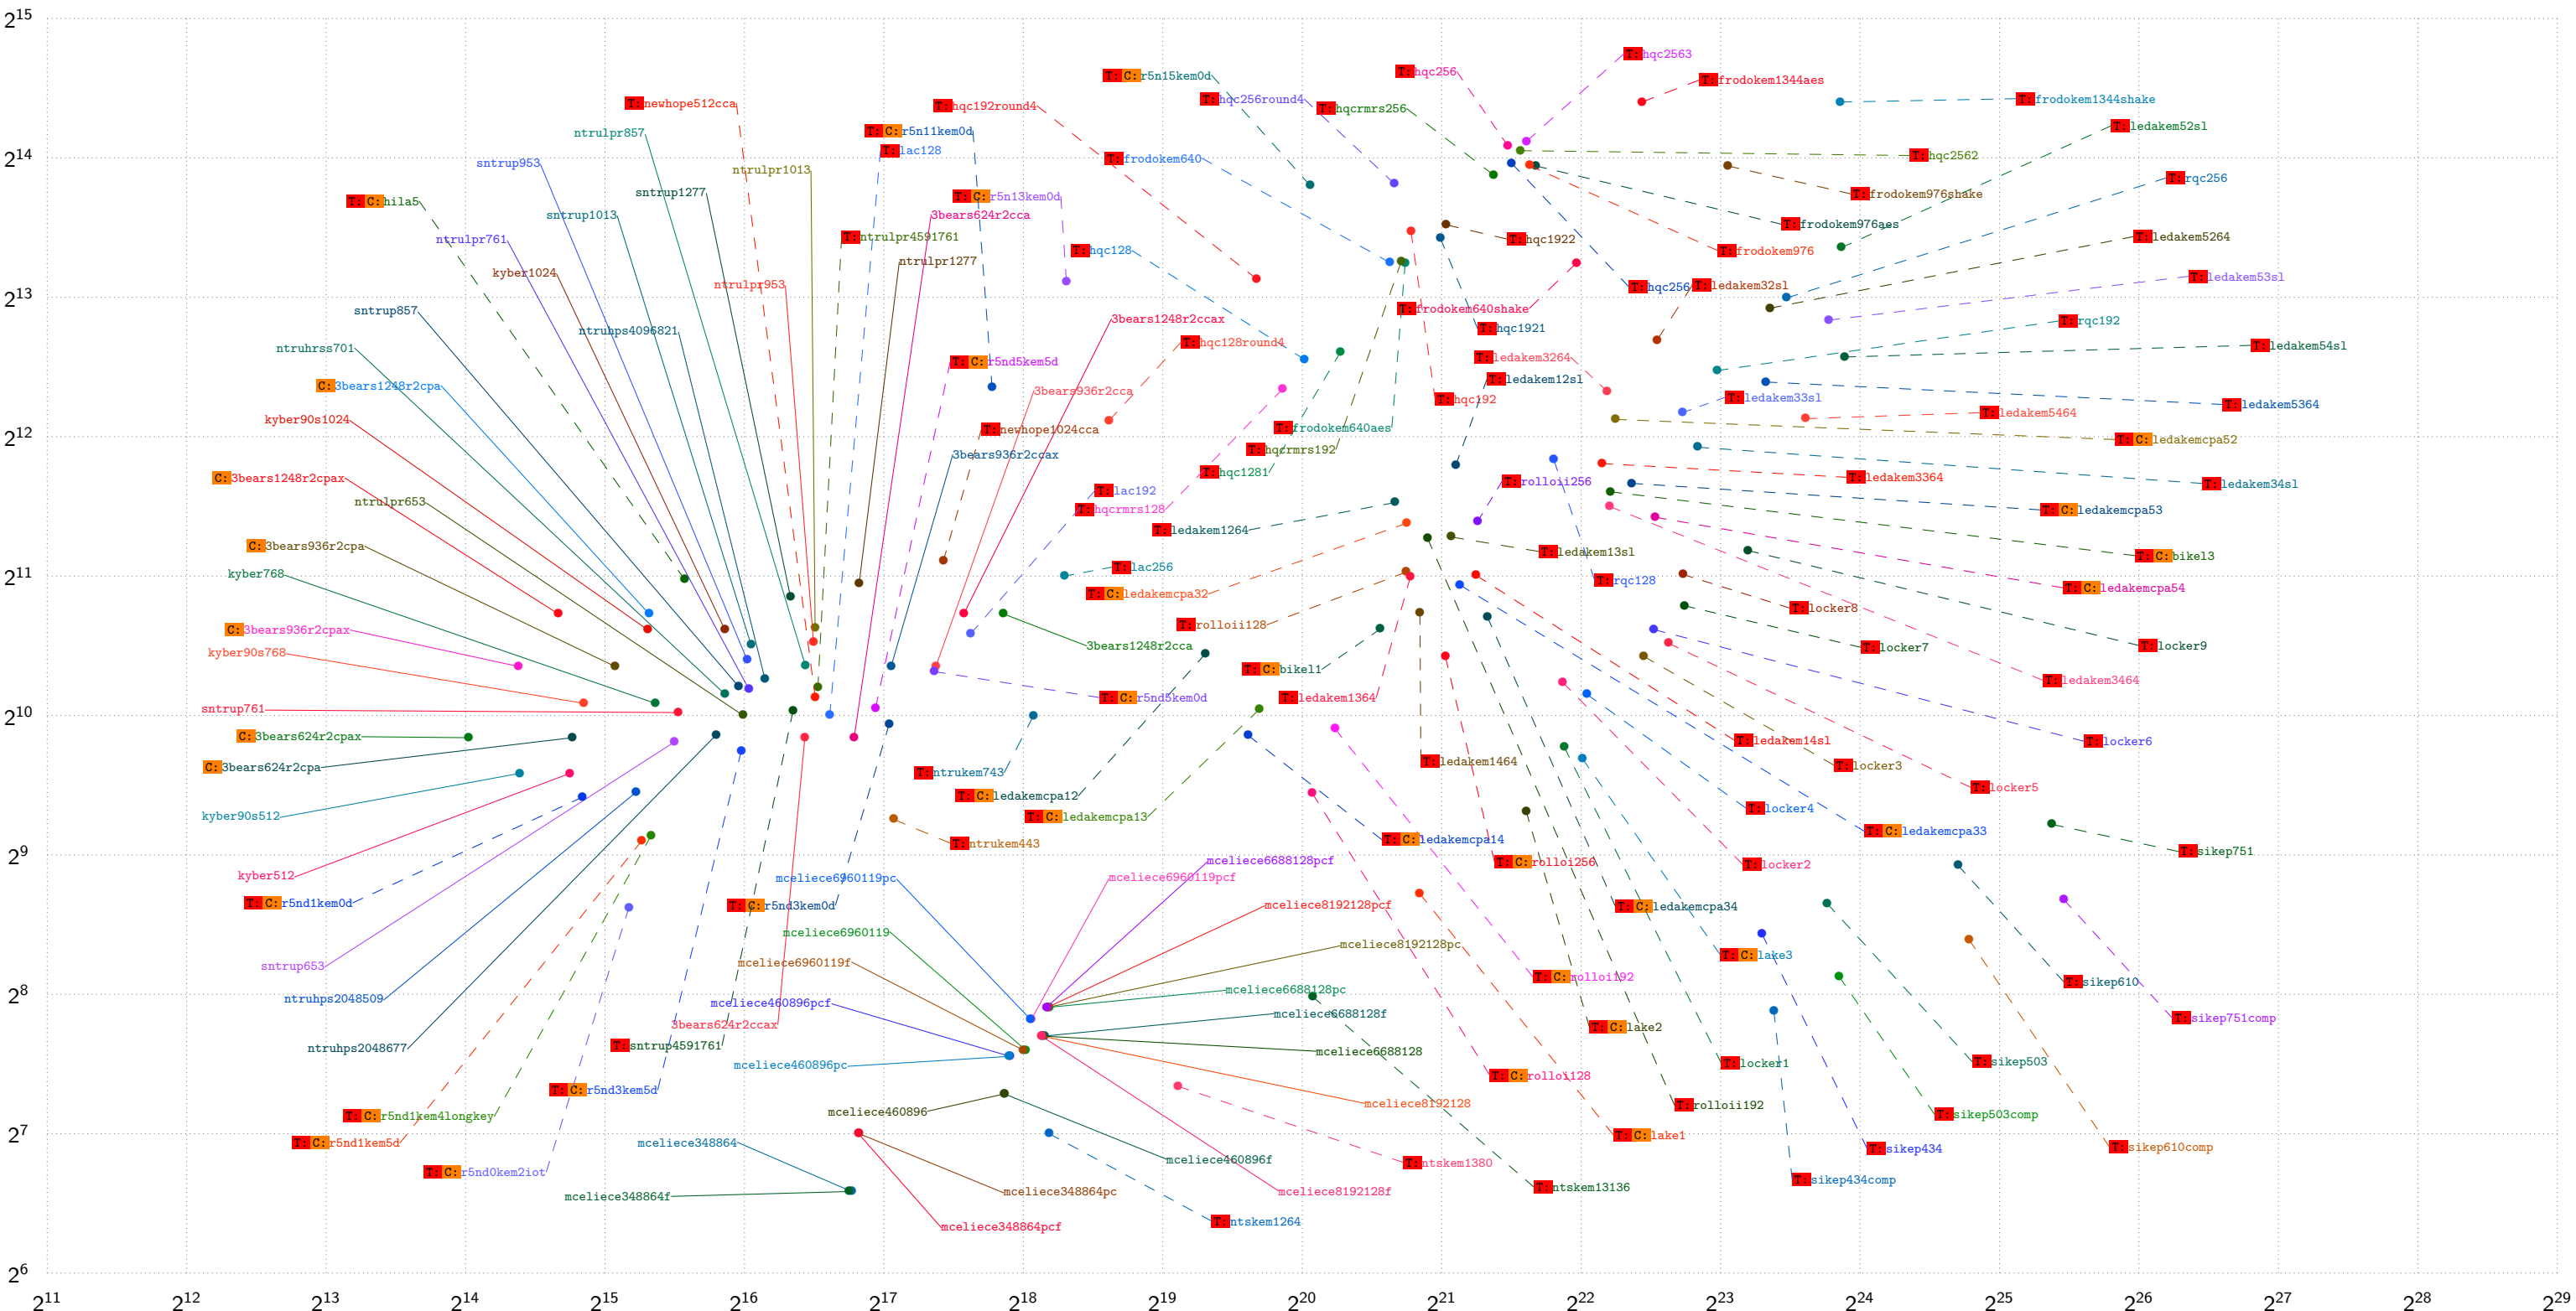 2^15
T: hqc2563
T: hqc256
T: C: r5n15kem0d
T: frodokem1344aes
T: hqc256round4
T: frodokem1344shake
T: newhope512cca
T: hqc192round4
T: hqcrmrs256
T: ledakem52sl
ntrulpr857
T: C: r5n11kem0d
T: lac128
2^14
T: hqc2562
T: frodokem640
sntrup953
ntrulpr1013
T: rqc256
sntrup1277
T: C: r5n13kem0d
T: frodokem976shake
T: C: hila5
sntrup1013
3bears624r2cca
T: frodokem976aes
ntrulpr761
T: ntrulpr4591761
T: hqc1922
T: ledakem5264
T: hqc128
T: frodokem976
ntrulpr1277
kyber1024
T: ledakem53sl
ntrulpr953
T: hqc256
T: ledakem32sl
2^13
sntrup857
T: frodokem640shake
3bears1248r2ccax
T: rqc192
ntruhps4096821
T: hqc1921
T: hqc128round4
T: ledakem54sl
ntruhrss701
T: C: r5nd5kem5d
T: ledakem3264
T: ledakem12sl
C: 3bears1248r2cpa
3bears936r2cca
T: hqc192
T: ledakem33sl
T: ledakem5364
T: ledakem5464
kyber90s1024
T: newhope1024cca
T: frodokem640aes
2^12
T: C: ledakemcpa52
T: hqcrmrs192
3bears936r2ccax
T: hqc1281
C: 3bears1248r2cpax
T: rolloii256
T: ledakem3364
T: ledakem34sl
T: lac192
ntrulpr653
T: hqcrmrs128
T: C: ledakemcpa53
T: ledakem1264
C: 3bears936r2cpa
T: ledakem13sl
T: C: bikel3
T: lac256
kyber768
2^11
T: rqc128
T: C: ledakemcpa54
T: C: ledakemcpa32
T: locker8
T: rolloii128
C: 3bears936r2cpax
3bears1248r2cca
T: locker7
T: locker9
kyber90s768
T: C: bikel1
T: ledakem3464
T: C: r5nd5kem0d
T: ledakem1364
sntrup761
2^10
C: 3bears624r2cpax
T: ledakem14sl
T: locker6
C: 3bears624r2cpa
T: ledakem1464
T: locker3
T: ntrukem743
T: locker5
T: C: ledakemcpa12
T: locker4
kyber90s512
T: C: ledakemcpa13
T: C: ledakemcpa33
T: ntrukem443
T: C: ledakemcpa14
T: sikep751
2^9
mceliece6688128pcf
T: C: rolloi256
T: locker2
kyber512
mceliece6960119pc
mceliece6960119pcf
T: C: r5nd1kem0d
T: C: r5nd3kem0d
mceliece8192128pcf
T: C: ledakemcpa34
mceliece6960119
mceliece8192128pc
T: C: lake3
mceliece6960119f
sntrup653
T: C: rolloi192
T: sikep610
mceliece6688128pc
2^8
ntruhps2048509
mceliece460896pcf
mceliece6688128f
T: sikep751comp
3bears624r2ccax
T: C: lake2
T: sntrup4591761
ntruhps2048677
mceliece6688128
T: locker1
T: sikep503
mceliece460896pc
T: C: rolloi128
T: C: r5nd3kem5d
mceliece8192128
T: rolloii192
T: C: r5nd1kem4longkey
mceliece460896
T: sikep503comp
2^7
T: C: r5nd1kem5d
mceliece348864
T: C: lake1
T: sikep434
T: sikep610comp
mceliece460896f
T: ntskem1380
T: C: r5nd0kem2iot
T: sikep434comp
T: ntskem13136
mceliece348864f
mceliece348864pc
mceliece8192128f
T: ntskem1264
mceliece348864pcf
2^6
2^11 2^12 2^13 2^14 2^15 2^16 2^17 2^18 2^19 2^20 2^21 2^22 2^23 2^24 2^25 2^26 2^27 2^28 2^29